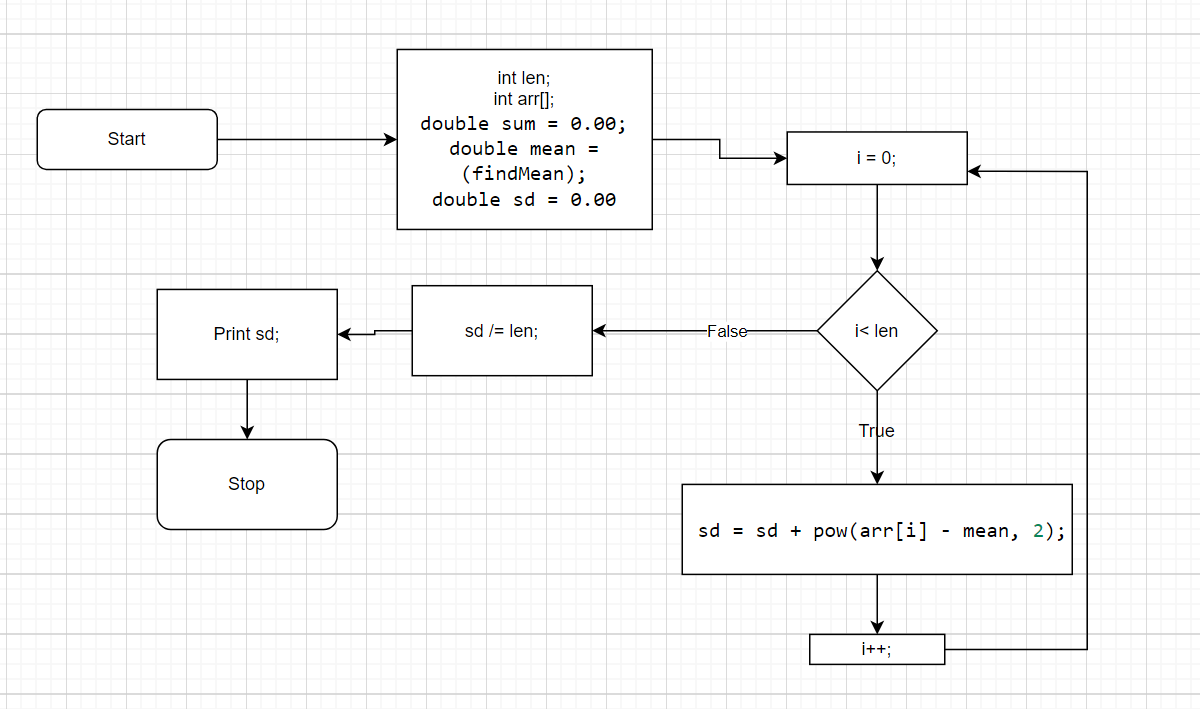 Start
int len;
int arr[];
double sum = 0.00;
double mean =
(findMean);
double sd = 0.00
i = 0;
i< len
False
sd /= len;
Print sd;
Stop
True
sd = sd + pow(arr[i] - mean, 2);
i++;